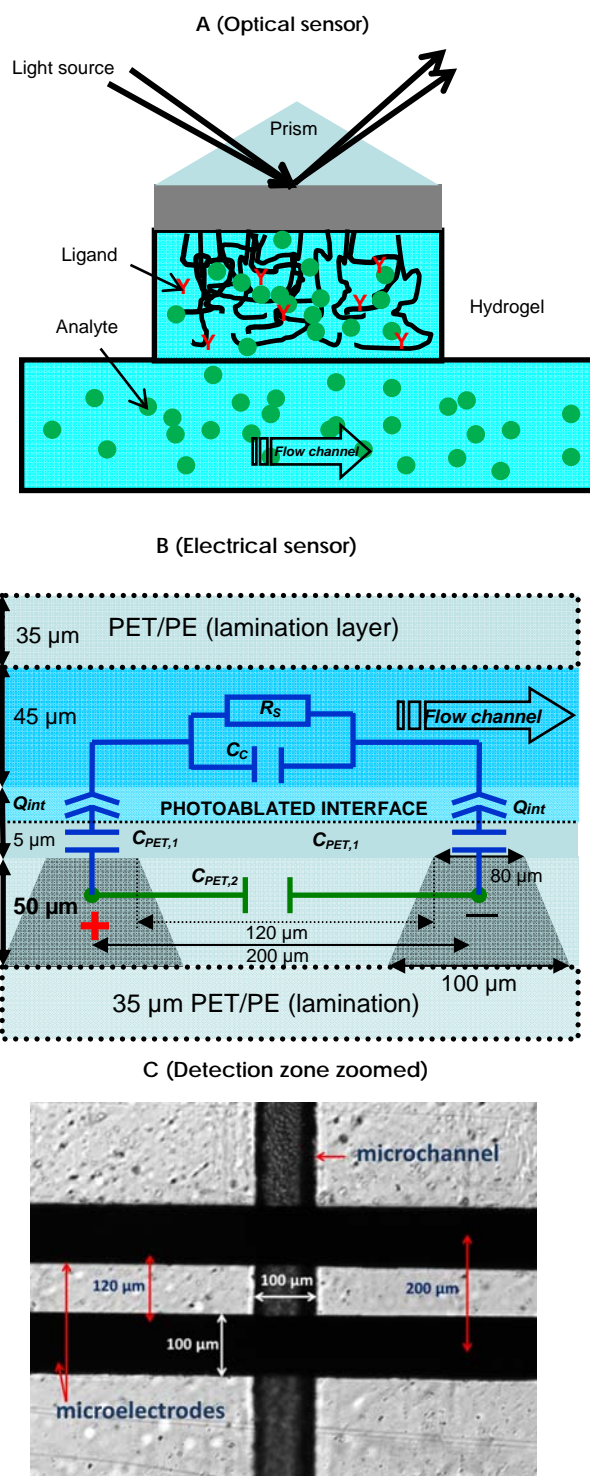 A (Optical sensor)
Light source
Prism
Ligand
Y Y Y Y Y Y Y
Hydrogel
Analyte
Flow channel
B (Electrical sensor)
35 µm
PET/PE (lamination layer)
45 µm
R_S
Flow channel
C_C
Q_int
PHOTOABLATED INTERFACE
Q_int
5 µm
C_PET,1
C_PET,1
C_PET,2
80 µm
50 µm
+
−
120 µm
200 µm
100 µm
35 µm PET/PE (lamination)
C (Detection zone zoomed)
microchannel
120 µm
100 µm
200 µm
100 µm
microelectrodes